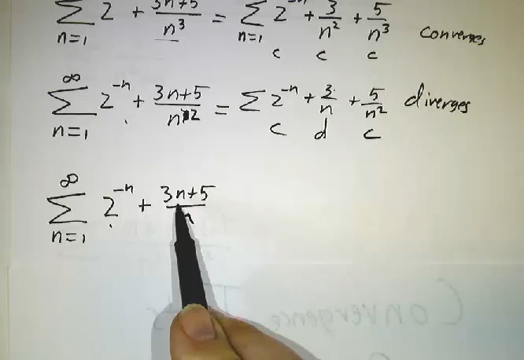 ∑ n=1 2 + 3n+5/n³ = ∑ n=1 2⁻ⁿ + 3/n² + 5/n³ converges
c c c
∞ ∑ n=1 2⁻ⁿ + 3n+5/n² = ∑ 2⁻ⁿ + 3/n + 5/n² diverges
c d c
∞ ∑ n=1 2⁻ⁿ + 3n+5/n
Convergence